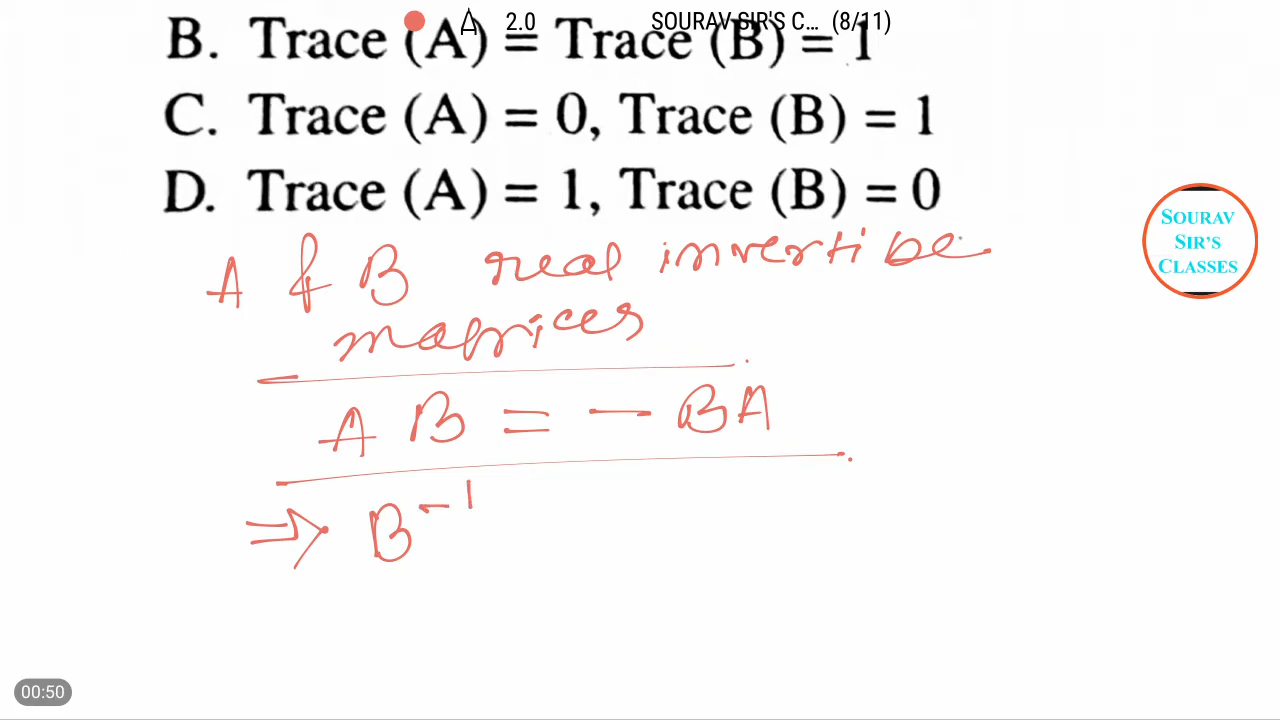 2.0 SOURAV SIR'S C... (8/11)
B. Trace (A) = Trace (B) = 1
C. Trace (A) = 0, Trace (B) = 1
D. Trace (A) = 1, Trace (B) = 0
A & B real invertible
matrices
AB = - BA
⇒ B⁻¹
SOURAV
SIR'S
CLASSES
00:50